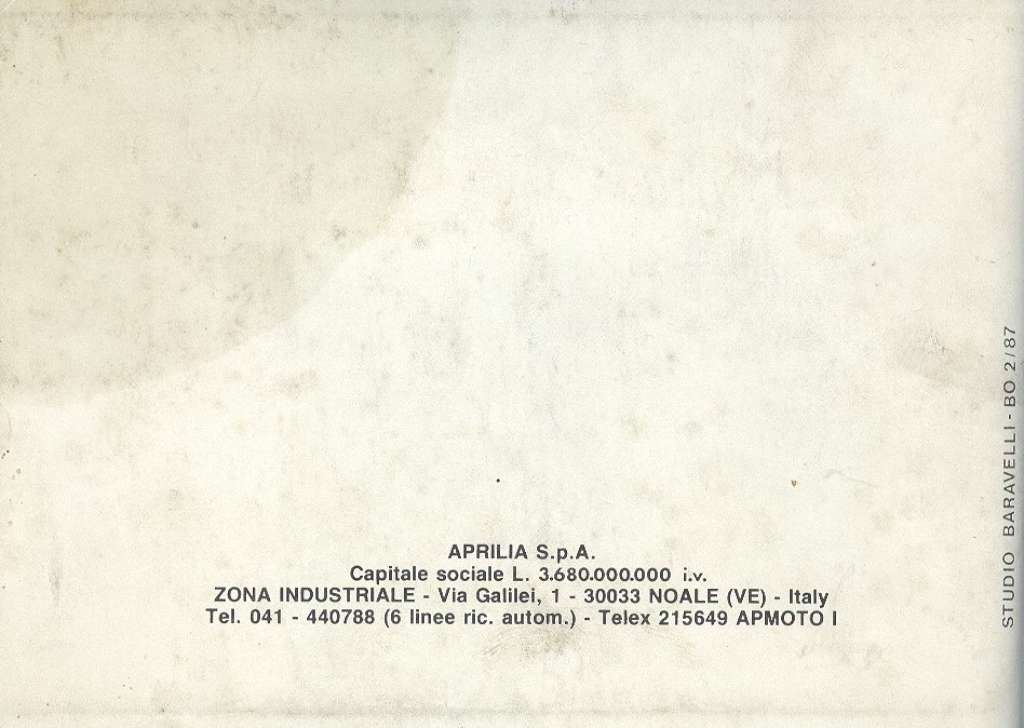 APRILIA S.p.A.
Capitale sociale L. 3.680.000.000 i.v.
ZONA INDUSTRIALE - Via Galilei, 1 - 30033 NOALE (VE) - Italy
Tel. 041 - 440788 (6 linee ric. autom.) - Telex 215649 APMOTO I
STUDIO BARAVELLI - BO 2/87